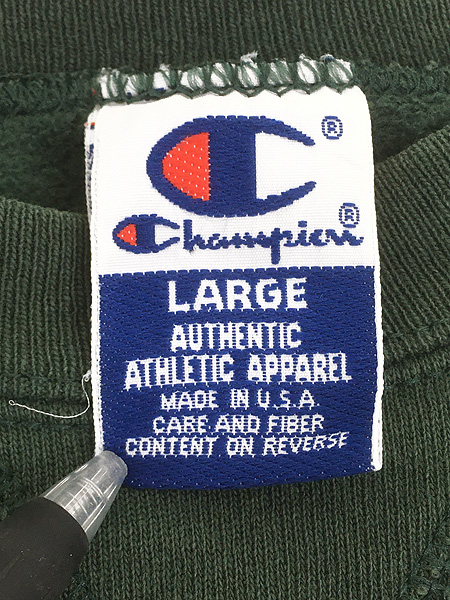 ®
Champion®
LARGE
AUTHENTIC
ATHLETIC APPAREL
MADE IN U.S.A
CARE AND FIBER
CONTENT ON REVERSE